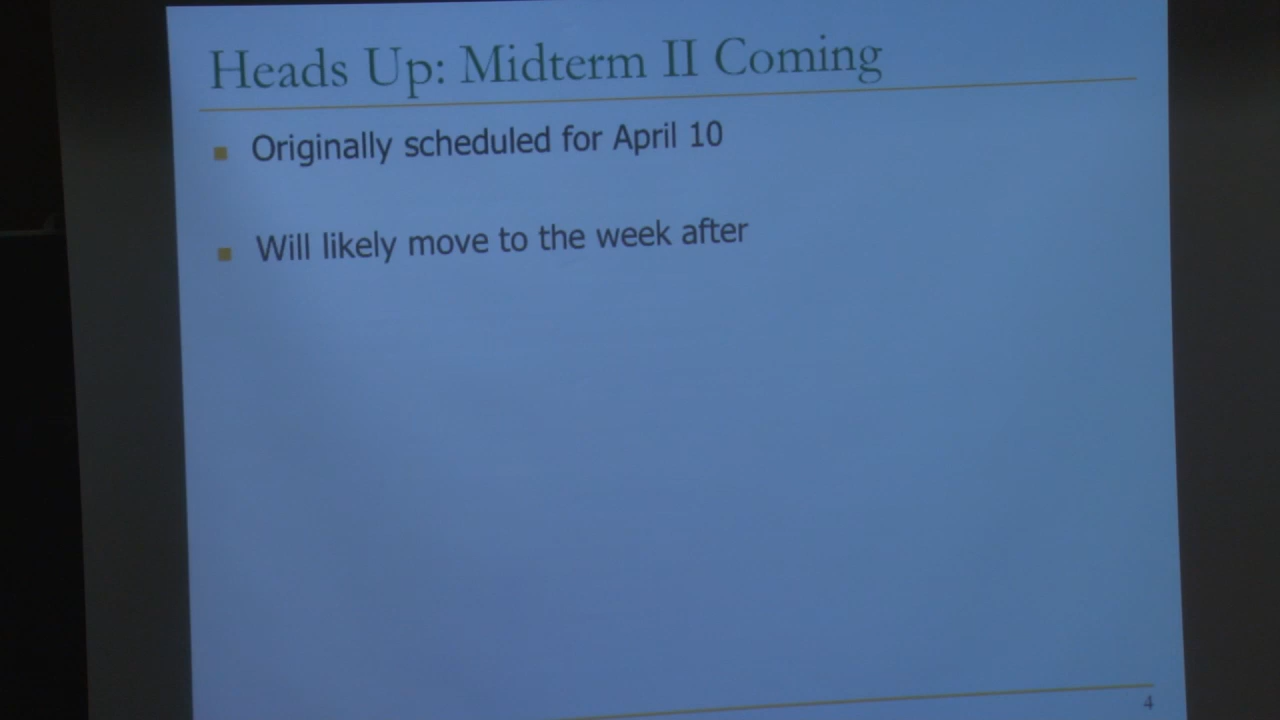 Heads Up: Midterm II Coming
Originally scheduled for April 10
Will likely move to the week after
4